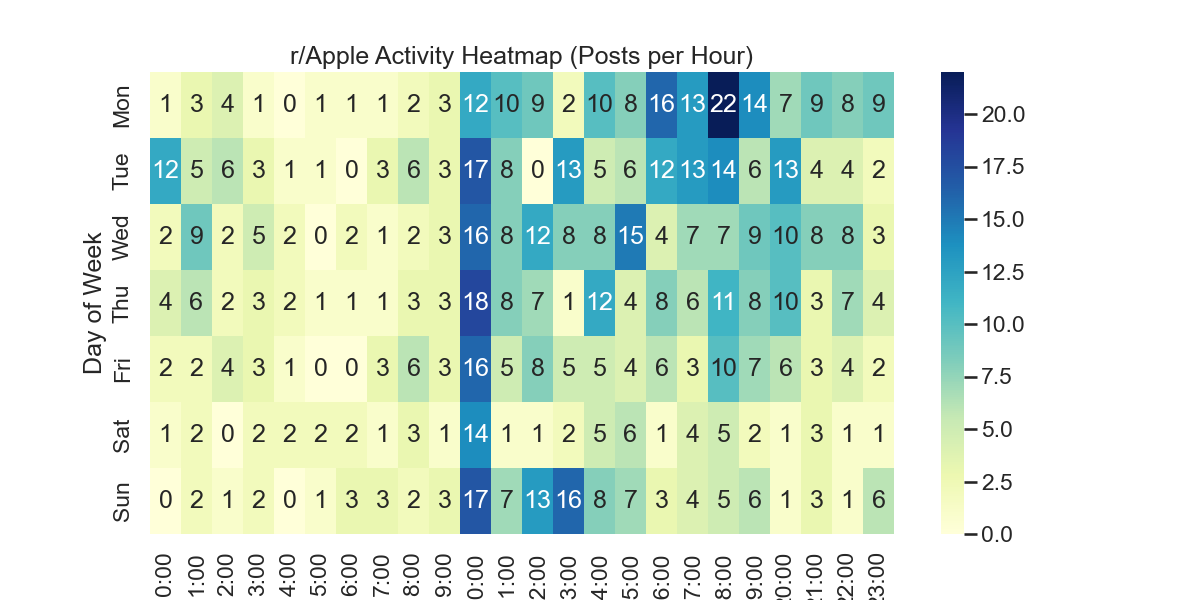 r/Apple Activity Heatmap (Posts per Hour)
Day of Week
Mon 1 3 4 1 0 1 1 1 2 3 12 10 9 2 10 8 16 13 22 14 7 9 8 9
Tue 12 5 6 3 1 1 0 3 6 3 17 8 0 13 5 6 12 13 14 6 13 4 4 2
Wed 2 9 2 5 2 0 2 1 2 3 16 8 12 8 8 15 4 7 7 9 10 8 8 3
Thu 4 6 2 3 2 1 1 1 3 3 18 8 7 1 12 4 8 6 11 8 10 3 7 4
Fri 2 2 4 3 1 0 0 3 6 3 16 5 8 5 5 4 6 3 10 7 6 3 4 2
Sat 1 2 0 2 2 2 2 1 3 1 14 1 1 2 5 6 1 4 5 2 1 3 1 1
Sun 0 2 1 2 0 1 3 3 2 3 17 7 13 16 8 7 3 4 5 6 1 3 1 6
0:00 1:00 2:00 3:00 4:00 5:00 6:00 7:00 8:00 9:00 0:00 1:00 2:00 3:00 4:00 5:00 6:00 7:00 8:00 9:00 20:00 21:00 22:00 23:00
20.0
17.5
15.0
12.5
10.0
7.5
5.0
2.5
0.0